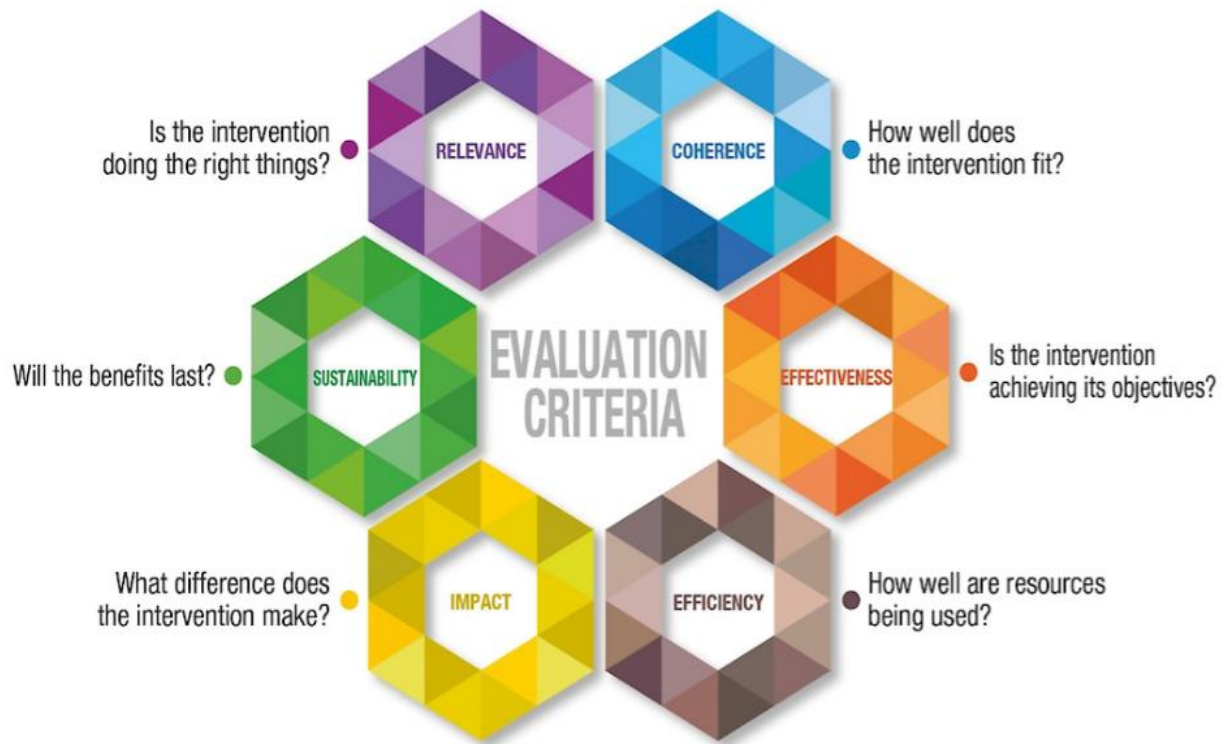 Is the intervention
doing the right things?
RELEVANCE
COHERENCE
How well does
the intervention fit?
Will the benefits last?
SUSTAINABILITY
EVALUATION
CRITERIA
EFFECTIVENESS
Is the intervention
achieving its objectives?
What difference does
the intervention make?
IMPACT
EFFICIENCY
How well are resources
being used?